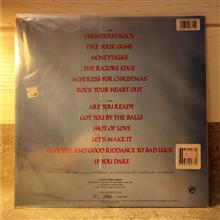 THUNDERSTRUCK
FIRE YOUR GUNS
MONEYTALKS
THE RAZORS EDGE
MISTRESS FOR CHRISTMAS
ROCK YOUR HEART OUT
ARE YOU READY
GOT YOU BY THE BALLS
SHOT OF LOVE
LET'S MAKE IT
GOODBYE AND GOOD RIDDANCE TO BAD LUCK
IF YOU DARE